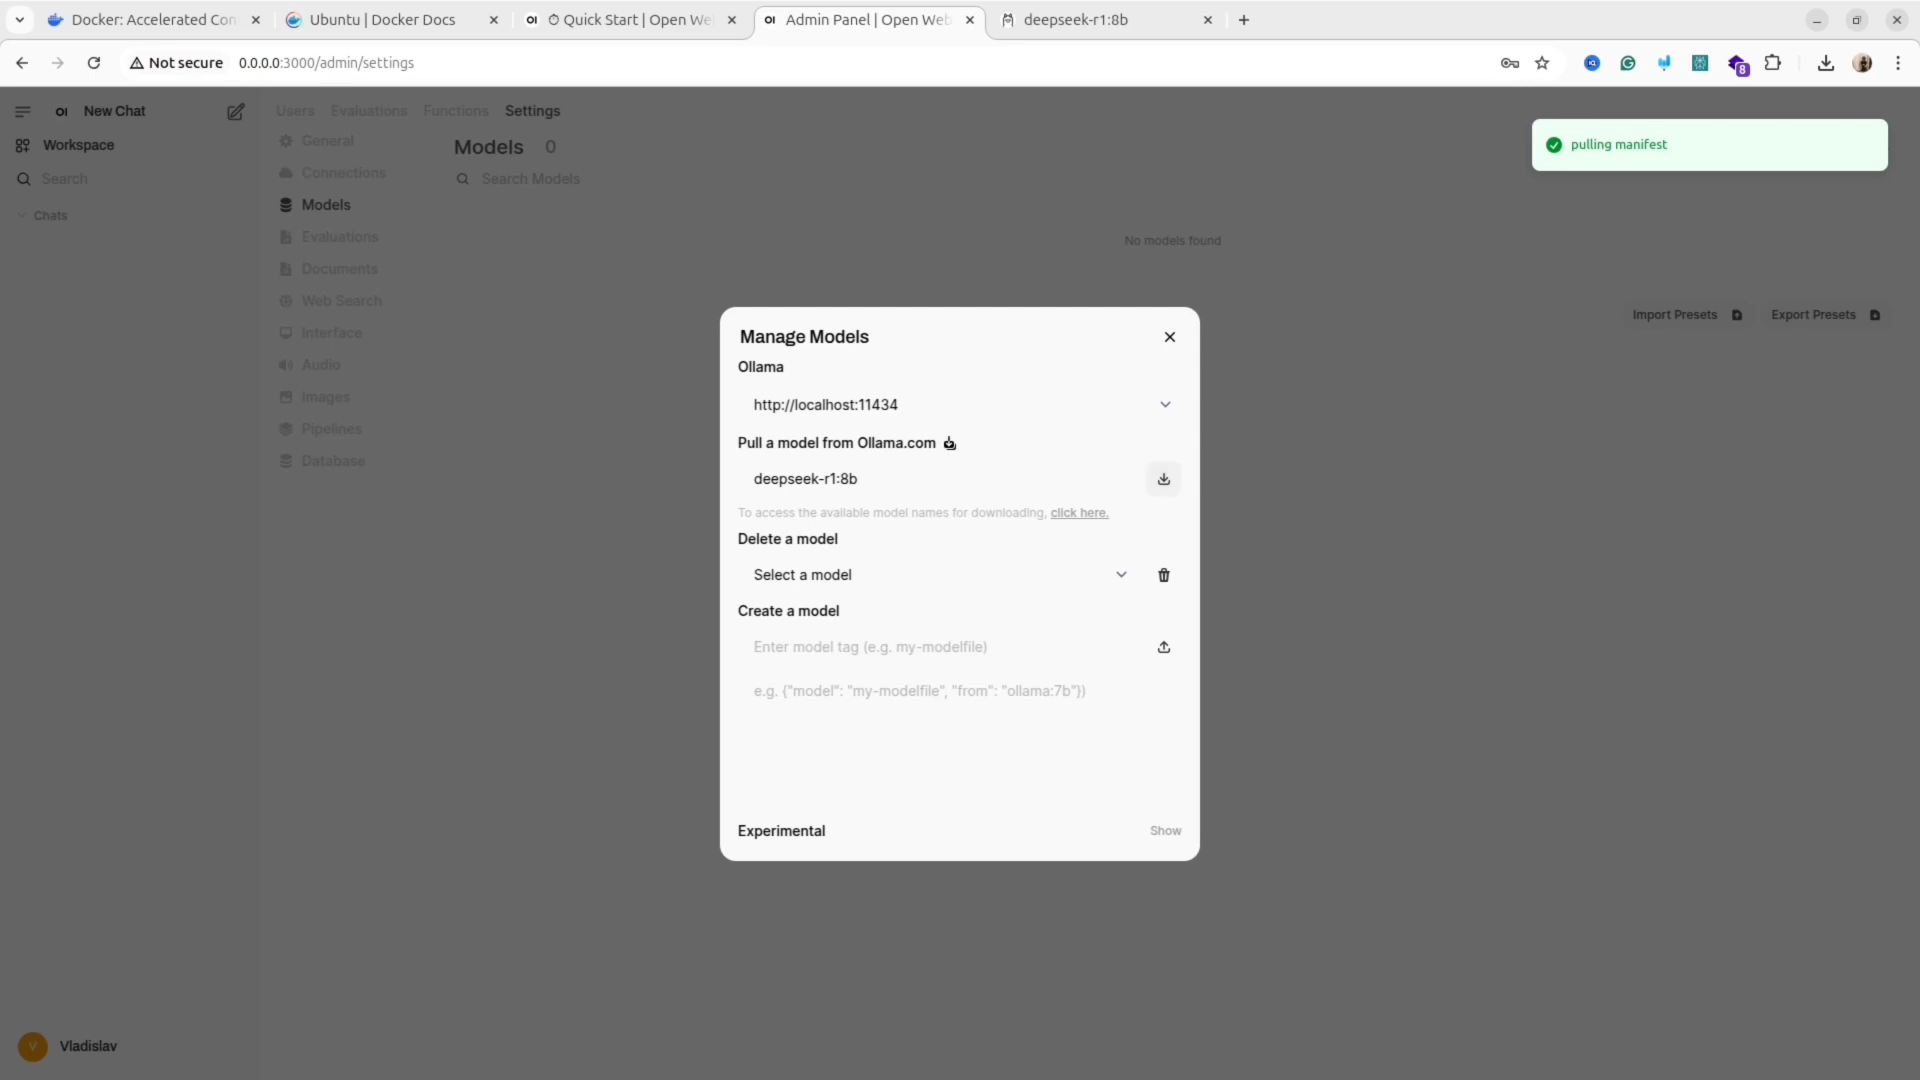 Docker: Accelerated Con
Ubuntu | Docker Docs
OI ⏱ Quick Start | Open We
OI Admin Panel | Open Web
deepseek-r1:8b
Not secure 0.0.0.0:3000/admin/settings
8
OI New Chat
Users Evaluations Functions Settings
Workspace
Search
Chats
General
Connections
Models
Evaluations
Documents
Web Search
Interface
Audio
Images
Pipelines
Database
Models 0
Search Models
No models found
Import Presets
Export Presets
pulling manifest
Manage Models
Ollama
http://localhost:11434
Pull a model from Ollama.com
deepseek-r1:8b
To access the available model names for downloading, click here.
Delete a model
Select a model
Create a model
Enter model tag (e.g. my-modelfile)
e.g. {"model": "my-modelfile", "from": "ollama:7b"})
Experimental
Show
V Vladislav